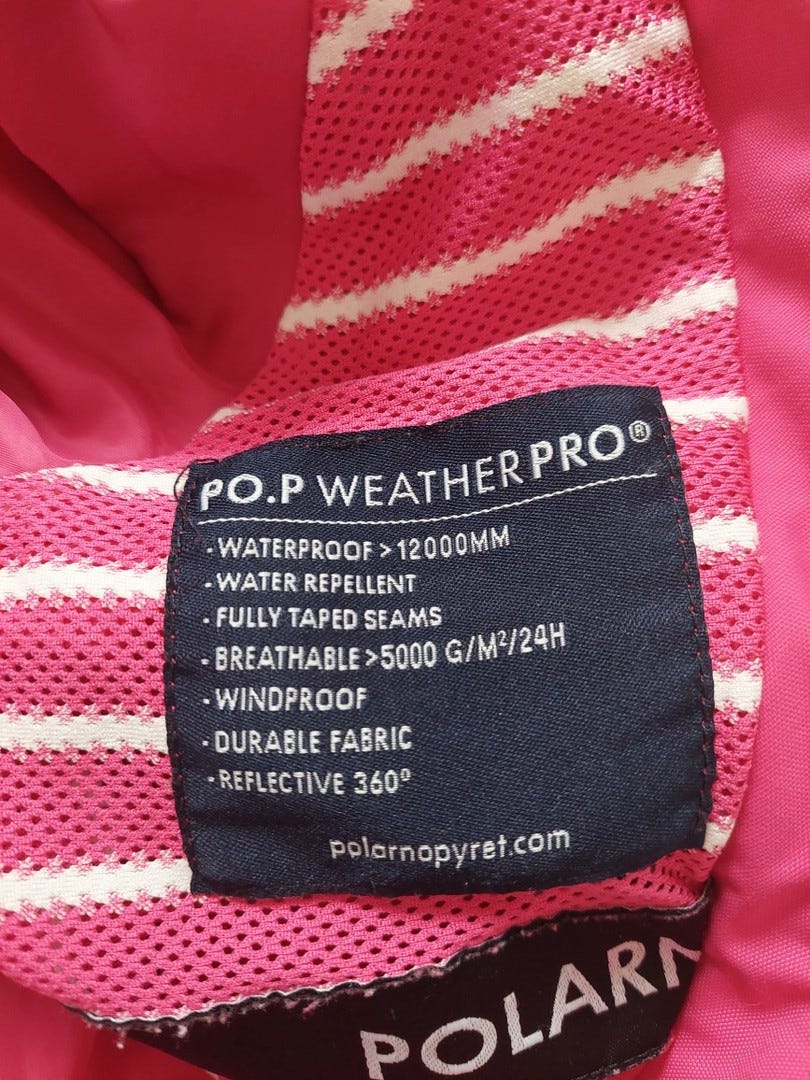 PO.P WEATHERPRO®
- WATERPROOF > 12000MM
- WATER REPELLENT
- FULLY TAPED SEAMS
- BREATHABLE >5000 G/M²/24H
- WINDPROOF
- DURABLE FABRIC
- REFLECTIVE 360°
polarnopyret.com
POLARN